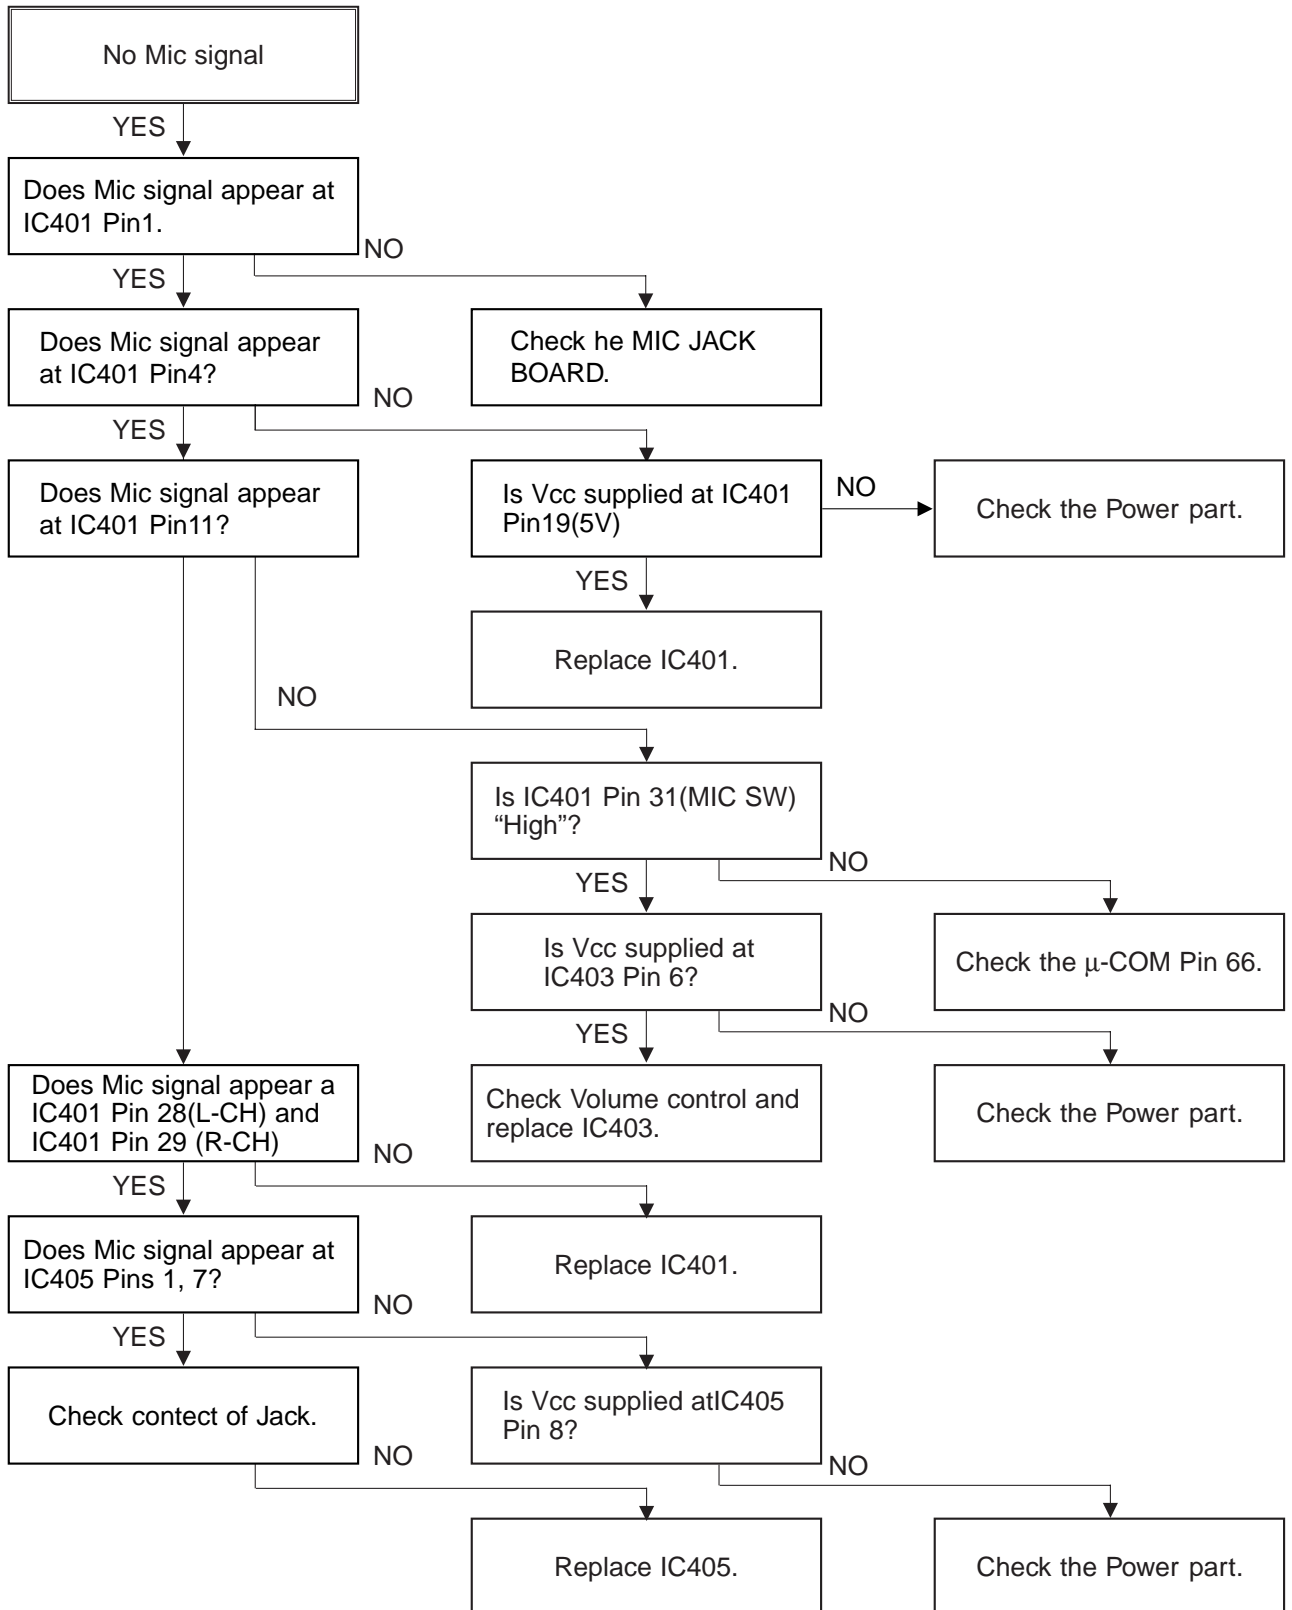 No Mic signal
YES
Does Mic signal appear at
IC401 Pin1.
NO
YES
Does Mic signal appear
at IC401 Pin4?
Check he MIC JACK
BOARD.
NO
YES
Does Mic signal appear
at IC401 Pin11?
Is Vcc supplied at IC401
Pin19(5V)
NO
Check the Power part.
YES
Replace IC401.
NO
Is IC401 Pin 31(MIC SW)
“High”?
NO
YES
Is Vcc supplied at
IC403 Pin 6?
Check the μ-COM Pin 66.
NO
YES
Does Mic signal appear a
IC401 Pin 28(L-CH) and
IC401 Pin 29 (R-CH)
Check Volume control and
replace IC403.
Check the Power part.
NO
YES
Does Mic signal appear at
IC405 Pins 1, 7?
Replace IC401.
NO
YES
Check contect of Jack.
Is Vcc supplied atIC405
Pin 8?
NO
NO
Replace IC405.
Check the Power part.